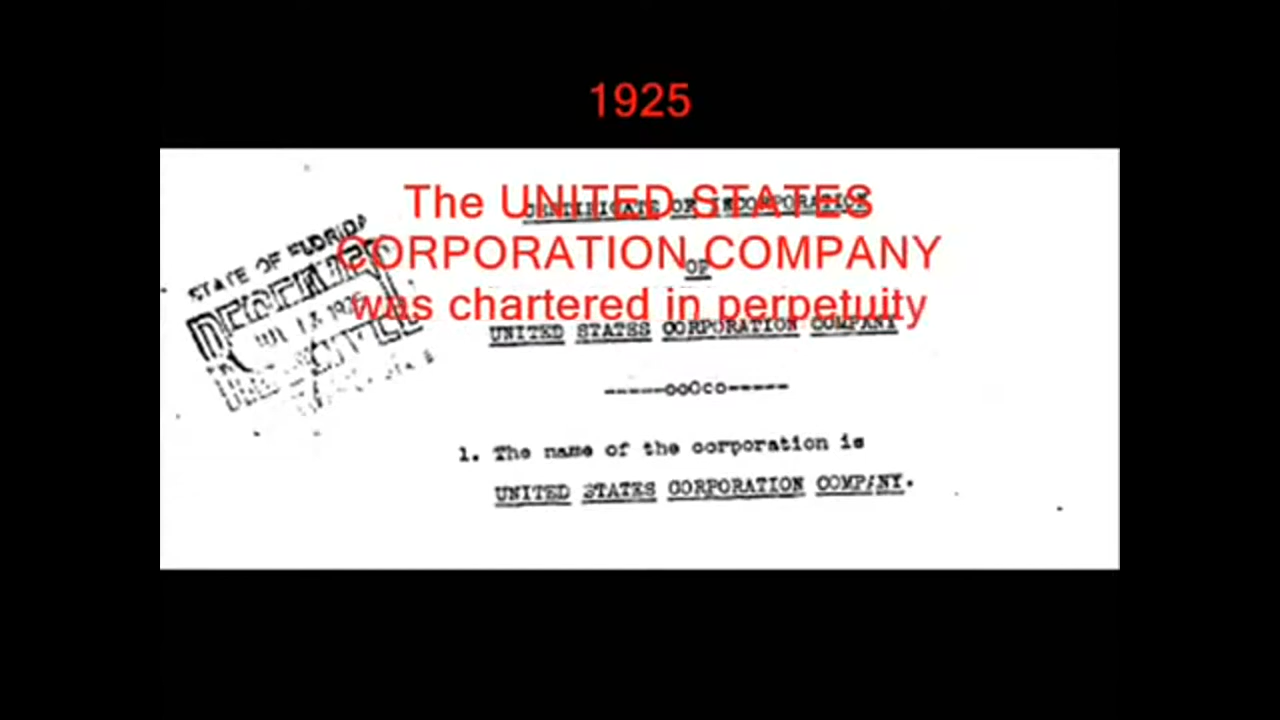 1925
The UNITED STATES
CERTIFICATE OF INCORPORATION
CORPORATION COMPANY
OF
was chartered in perpetuity
UNITED STATES CORPORATION COMPANY
STATE OF FLORIDA
-----ooOoo-----
1. The name of the corporation is
UNITED STATES CORPORATION COMPANY.